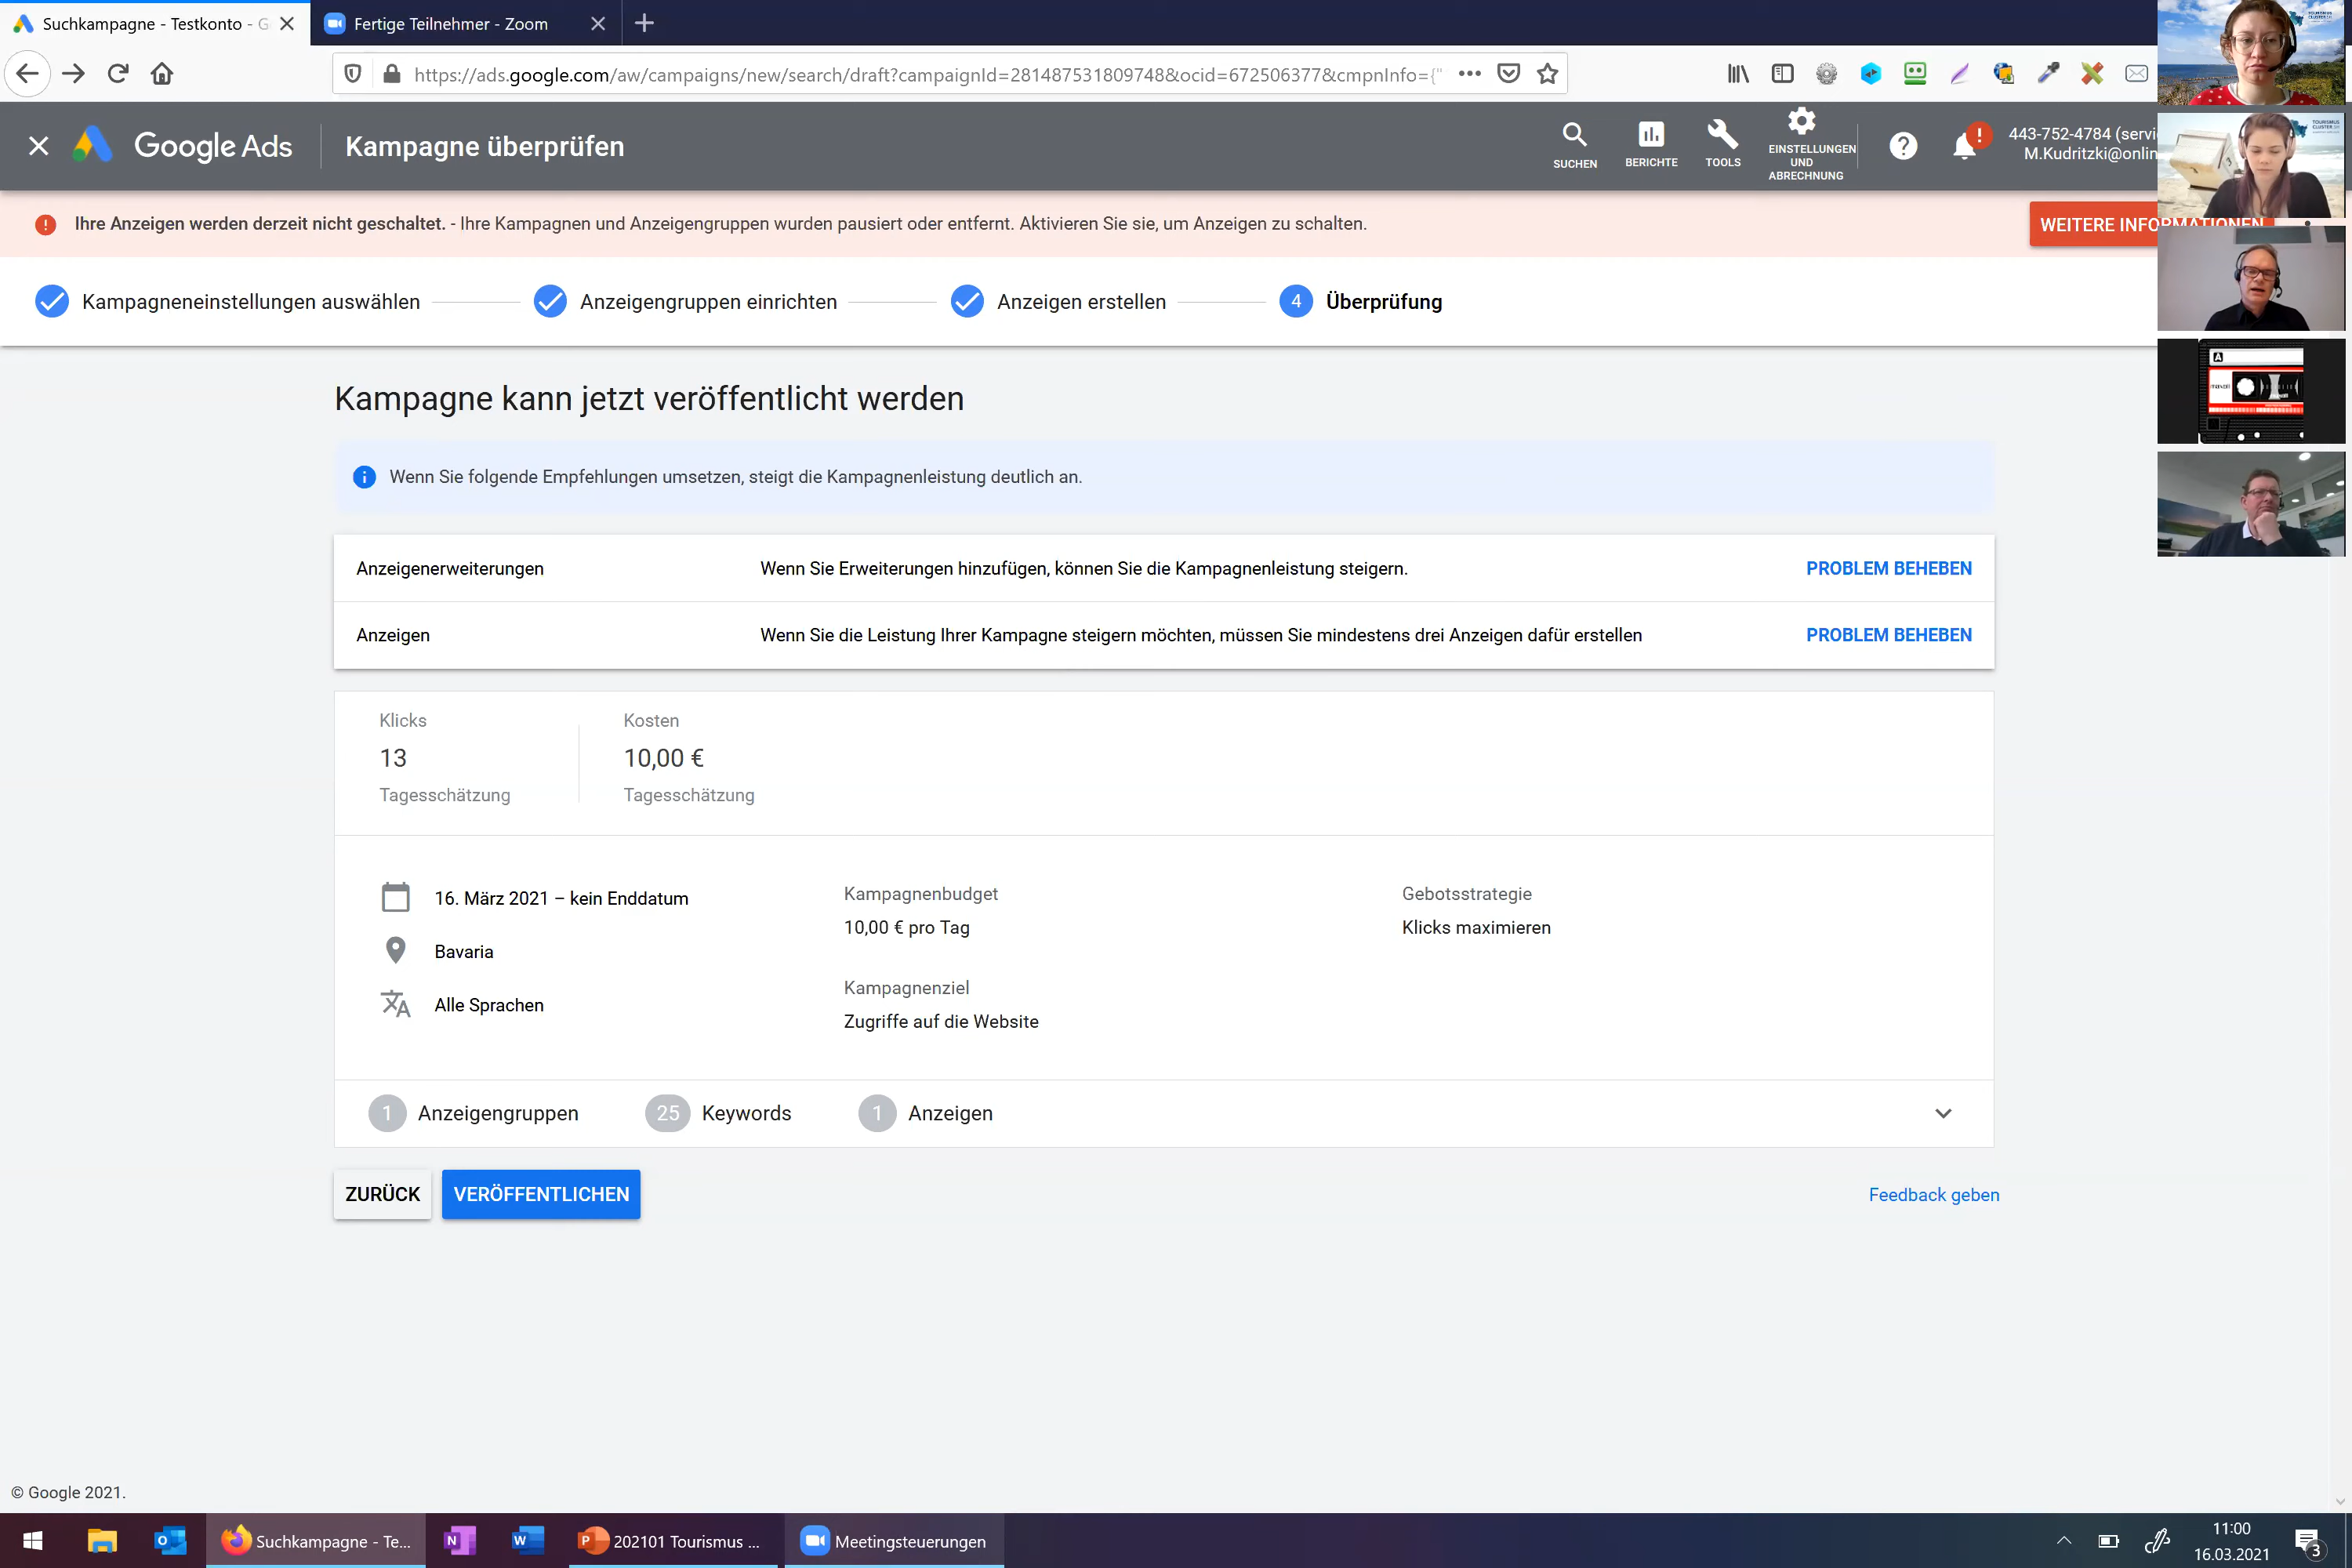 Suchkampagne - Testkonto - G
Fertige Teilnehmer - Zoom
https://ads.google.com/aw/campaigns/new/search/draft?campaignId=281487531809748&ocid=672506377&cmpnInfo={"
Google Ads
Kampagne überprüfen
SUCHEN
BERICHTE
TOOLS
EINSTELLUNGEN
UND
ABRECHNUNG
443-752-4784 (servi
M.Kudritzki@onlin
Ihre Anzeigen werden derzeit nicht geschaltet. - Ihre Kampagnen und Anzeigengruppen wurden pausiert oder entfernt. Aktivieren Sie sie, um Anzeigen zu schalten.
WEITERE INFORMATIONEN
Kampagneneinstellungen auswählen
Anzeigengruppen einrichten
Anzeigen erstellen
4 Überprüfung
Kampagne kann jetzt veröffentlicht werden
Wenn Sie folgende Empfehlungen umsetzen, steigt die Kampagnenleistung deutlich an.
Anzeigenerweiterungen
Wenn Sie Erweiterungen hinzufügen, können Sie die Kampagnenleistung steigern.
PROBLEM BEHEBEN
Anzeigen
Wenn Sie die Leistung Ihrer Kampagne steigern möchten, müssen Sie mindestens drei Anzeigen dafür erstellen
PROBLEM BEHEBEN
Klicks
13
Tagesschätzung
Kosten
10,00 €
Tagesschätzung
16. März 2021 – kein Enddatum
Bavaria
Alle Sprachen
Kampagnenbudget
10,00 € pro Tag
Kampagnenziel
Zugriffe auf die Website
Gebotsstrategie
Klicks maximieren
1 Anzeigengruppen
25 Keywords
1 Anzeigen
ZURÜCK
VERÖFFENTLICHEN
Feedback geben
© Google 2021.
Suchkampagne - Te...
202101 Tourismus ...
Meetingsteuerungen
11:00
16.03.2021
3